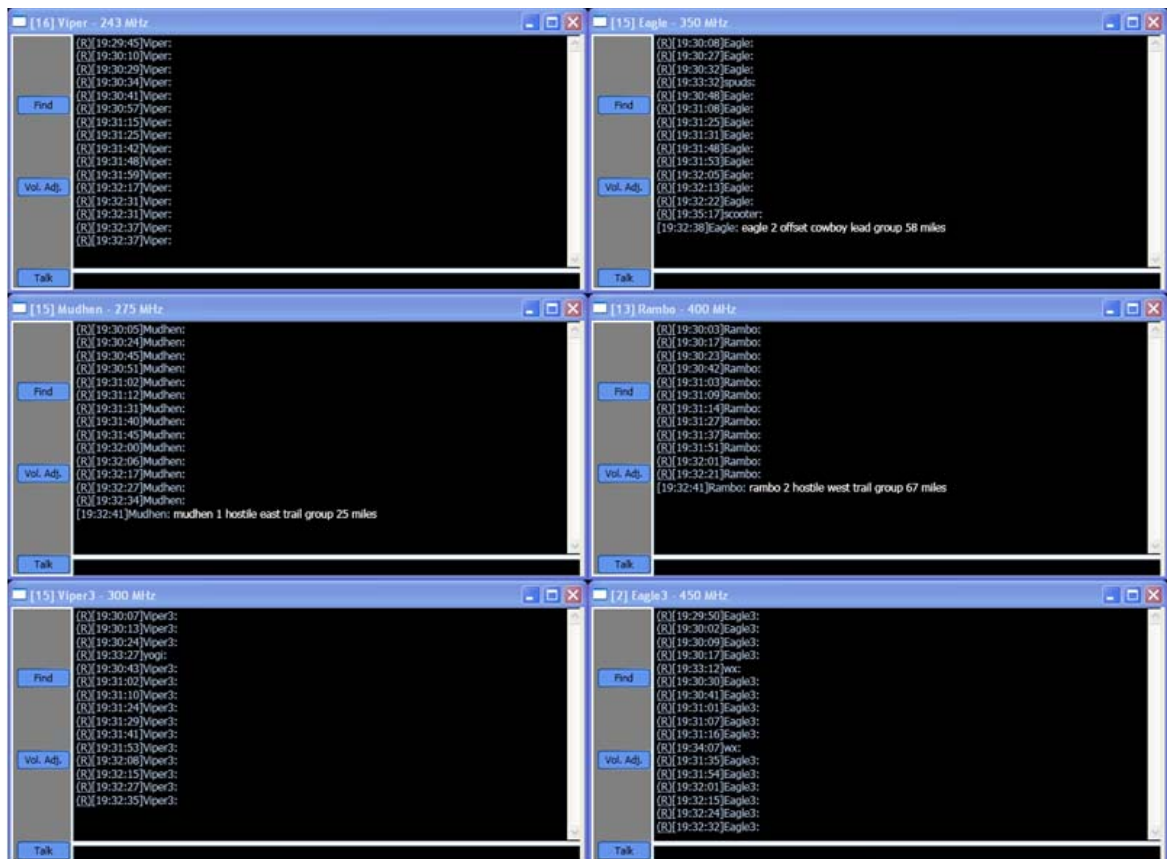 [16] Viper - 243 MHz
(R)[19:29:45]Viper:
(R)[19:30:10]Viper:
(R)[19:30:29]Viper:
(R)[19:30:34]Viper:
(R)[19:30:41]Viper:
(R)[19:30:57]Viper:
(R)[19:31:15]Viper:
(R)[19:31:25]Viper:
(R)[19:31:42]Viper:
(R)[19:31:48]Viper:
(R)[19:31:59]Viper:
(R)[19:32:17]Viper:
(R)[19:32:31]Viper:
(R)[19:32:31]Viper:
(R)[19:32:37]Viper:
(R)[19:32:37]Viper:
Find
Vol. Adj.
Talk
[15] Eagle - 350 MHz
(R)[19:30:08]Eagle:
(R)[19:30:27]Eagle:
(R)[19:30:32]Eagle:
(R)[19:33:32]spuds:
(R)[19:30:48]Eagle:
(R)[19:31:08]Eagle:
(R)[19:31:25]Eagle:
(R)[19:31:31]Eagle:
(R)[19:31:48]Eagle:
(R)[19:31:53]Eagle:
(R)[19:32:05]Eagle:
(R)[19:32:13]Eagle:
(R)[19:32:22]Eagle:
(R)[19:35:17]scooter:
[19:32:38]Eagle: eagle 2 offset cowboy lead group 58 miles
Find
Vol. Adj.
Talk
[15] Mudhen - 275 MHz
(R)[19:30:05]Mudhen:
(R)[19:30:24]Mudhen:
(R)[19:30:45]Mudhen:
(R)[19:30:51]Mudhen:
(R)[19:31:02]Mudhen:
(R)[19:31:12]Mudhen:
(R)[19:31:31]Mudhen:
(R)[19:31:40]Mudhen:
(R)[19:31:45]Mudhen:
(R)[19:32:00]Mudhen:
(R)[19:32:06]Mudhen:
(R)[19:32:17]Mudhen:
(R)[19:32:27]Mudhen:
(R)[19:32:34]Mudhen:
[19:32:41]Mudhen: mudhen 1 hostile east trail group 25 miles
Find
Vol. Adj.
Talk
[13] Rambo - 400 MHz
(R)[19:30:03]Rambo:
(R)[19:30:17]Rambo:
(R)[19:30:23]Rambo:
(R)[19:30:42]Rambo:
(R)[19:31:03]Rambo:
(R)[19:31:09]Rambo:
(R)[19:31:14]Rambo:
(R)[19:31:27]Rambo:
(R)[19:31:37]Rambo:
(R)[19:31:51]Rambo:
(R)[19:32:01]Rambo:
(R)[19:32:21]Rambo:
[19:32:41]Rambo: rambo 2 hostile west trail group 67 miles
Find
Vol. Adj.
Talk
[15] Viper3 - 300 MHz
(R)[19:30:07]Viper3:
(R)[19:30:13]Viper3:
(R)[19:30:24]Viper3:
(R)[19:33:27]yogi:
(R)[19:30:43]Viper3:
(R)[19:31:02]Viper3:
(R)[19:31:10]Viper3:
(R)[19:31:24]Viper3:
(R)[19:31:29]Viper3:
(R)[19:31:41]Viper3:
(R)[19:31:53]Viper3:
(R)[19:32:08]Viper3:
(R)[19:32:15]Viper3:
(R)[19:32:27]Viper3:
(R)[19:32:35]Viper3:
Find
Vol. Adj.
Talk
[2] Eagle3 - 450 MHz
(R)[19:29:50]Eagle3:
(R)[19:30:02]Eagle3:
(R)[19:30:09]Eagle3:
(R)[19:30:17]Eagle3:
(R)[19:33:12]wx:
(R)[19:30:30]Eagle3:
(R)[19:30:41]Eagle3:
(R)[19:31:01]Eagle3:
(R)[19:31:07]Eagle3:
(R)[19:31:16]Eagle3:
(R)[19:34:07]wx:
(R)[19:31:35]Eagle3:
(R)[19:31:54]Eagle3:
(R)[19:32:01]Eagle3:
(R)[19:32:15]Eagle3:
(R)[19:32:24]Eagle3:
(R)[19:32:32]Eagle3:
Find
Vol. Adj.
Talk